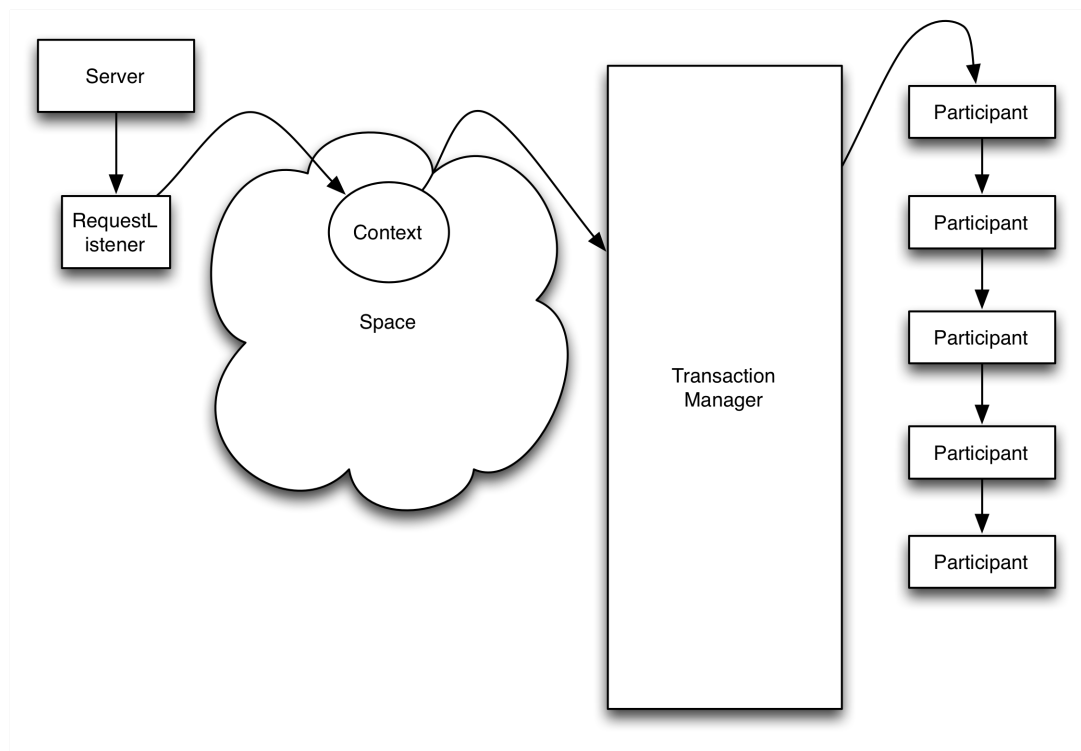 Server
RequestL
istener
Context
Space
Transaction
Manager
Participant
Participant
Participant
Participant
Participant